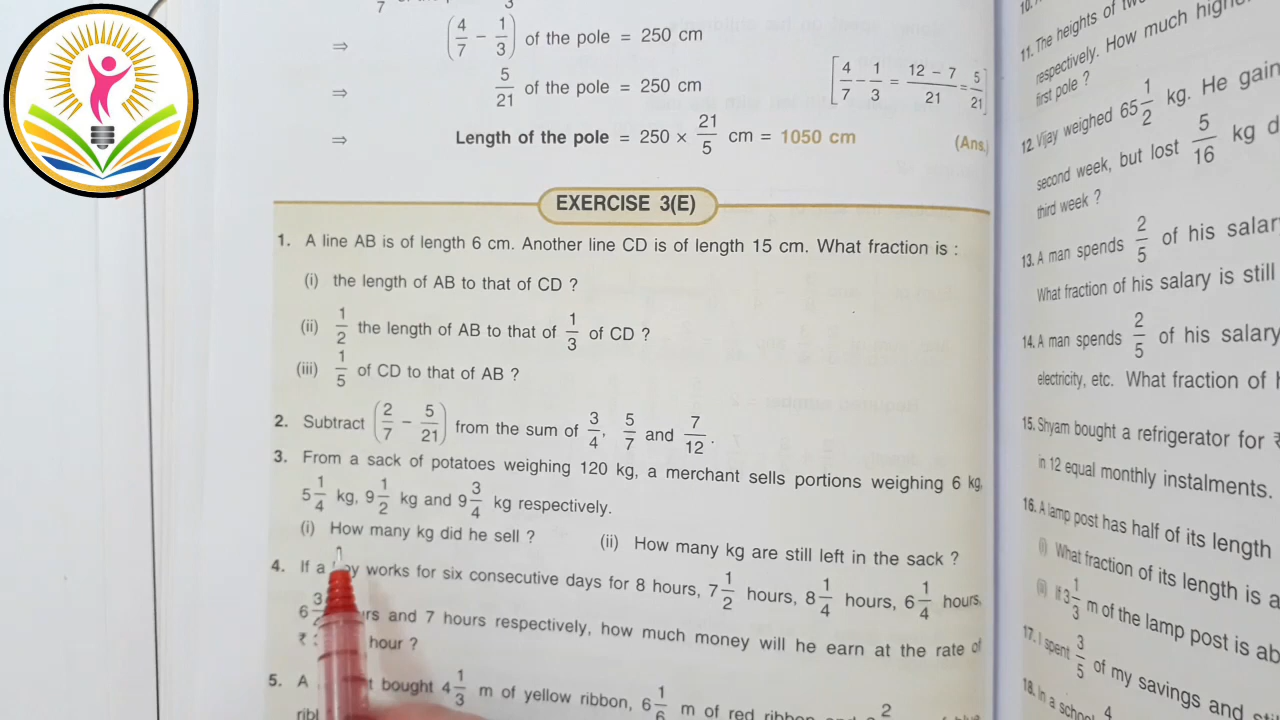 7 3
⇒ (4/7 − 1/3) of the pole = 250 cm
⇒ 5/21 of the pole = 250 cm [4/7 − 1/3 = (12 − 7)/21 = 5/21]
⇒ Length of the pole = 250 × 21/5 cm = 1050 cm (Ans.)
EXERCISE 3(E)
1. A line AB is of length 6 cm. Another line CD is of length 15 cm. What fraction is :
(i) the length of AB to that of CD ?
(ii) 1/2 the length of AB to that of 1/3 of CD ?
(iii) 1/5 of CD to that of AB ?
2. Subtract (2/7 − 5/21) from the sum of 3/4, 5/7 and 7/12.
3. From a sack of potatoes weighing 120 kg, a merchant sells portions weighing 6 kg,
5 1/4 kg, 9 1/2 kg and 9 3/4 kg respectively.
(i) How many kg did he sell ? (ii) How many kg are still left in the sack ?
4. If a works for six consecutive days for 8 hours, 7 1/2 hours, 8 1/4 hours, 6 1/4 hours,
6 and 7 hours respectively, how much money will he earn at the rate of
₹ hour ?
5. A bought 4 1/3 m of yellow ribbon, 6 1/6 m of red ribbon
10.
11. The heights of two
respectively. How much higher
first pole ?
12. Vijay weighed 65 1/2 kg. He gain
second week, but lost 5/16 kg d
third week ?
13. A man spends 2/5 of his salar
What fraction of his salary is still
14. A man spends 2/5 of his salary
electricity, etc. What fraction of h
15. Shyam bought a refrigerator for ₹
in 12 equal monthly instalments.
16. A lamp post has half of its length
(i) What fraction of its length is a
(ii) If 3 1/3 m of the lamp post is ab
17. I spent 3/5 of my savings and
18. In a school 4